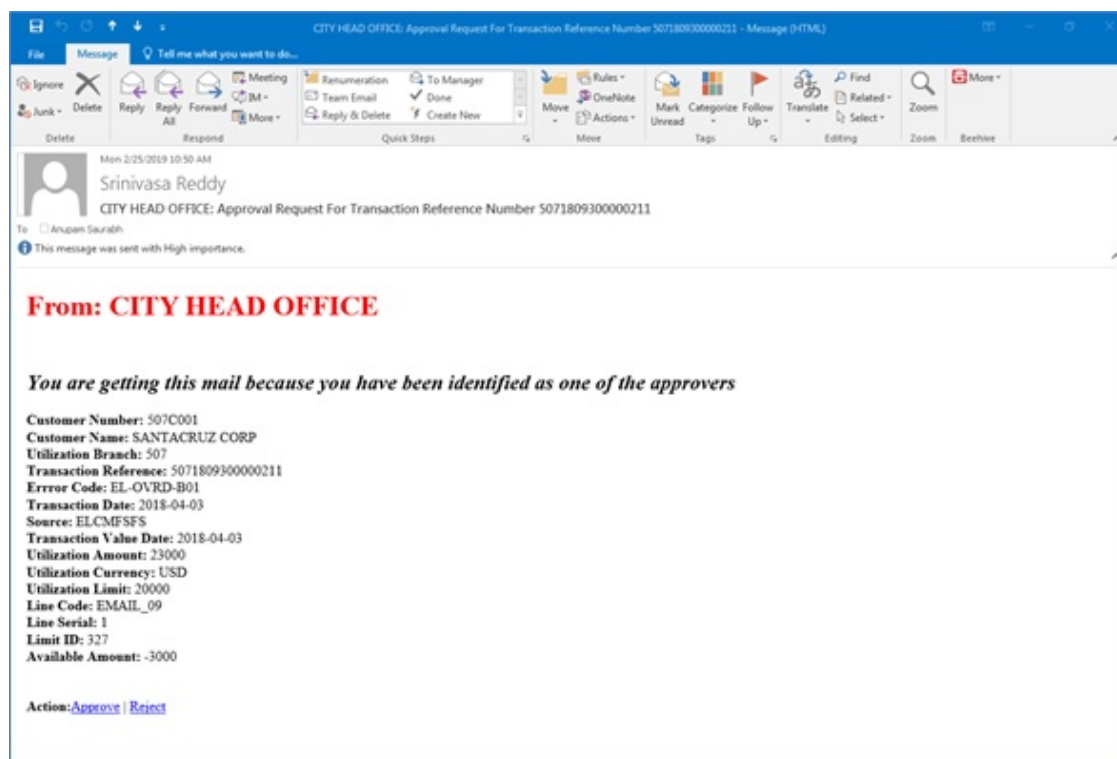 CITY HEAD OFFICE: Approval Request For Transaction Reference Number 5071809300000211 - Message (HTML)
File Message Tell me what you want to do...
Ignore Delete Reply Reply All Forward Meeting Renumeration To Manager Move Rules Mark Unread Categorize Follow Up Translate Find Zoom More
Junk IM Team Email Done OneNote Related
More Reply & Delete Create New Actions Select
Delete Respond Quick Steps Move Tags Editing Zoom Beehive
Mon 2/25/2019 10:50 AM
Srinivasa Reddy
CITY HEAD OFFICE: Approval Request For Transaction Reference Number 5071809300000211
To Anupam Saurabh
This message was sent with High importance.
From: CITY HEAD OFFICE
You are getting this mail because you have been identified as one of the approvers
Customer Number: 507C001
Customer Name: SANTACRUZ CORP
Utilization Branch: 507
Transaction Reference: 5071809300000211
Errror Code: EL-OVRD-B01
Transaction Date: 2018-04-03
Source: ELCMFSFS
Transaction Value Date: 2018-04-03
Utilization Amount: 23000
Utilization Currency: USD
Utilization Limit: 20000
Line Code: EMAIL_09
Line Serial: 1
Limit ID: 327
Available Amount: -3000
Action:Approve | Reject